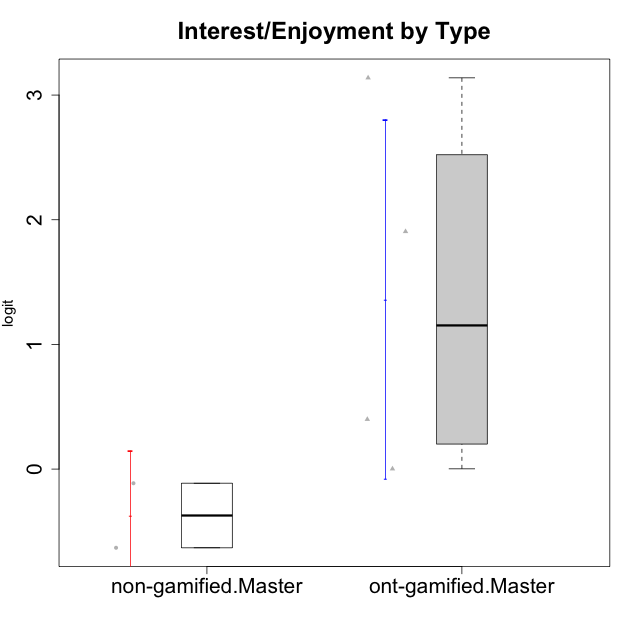 Interest/Enjoyment by Type
logit
3
2
1
0
non-gamified.Master ont-gamified.Master